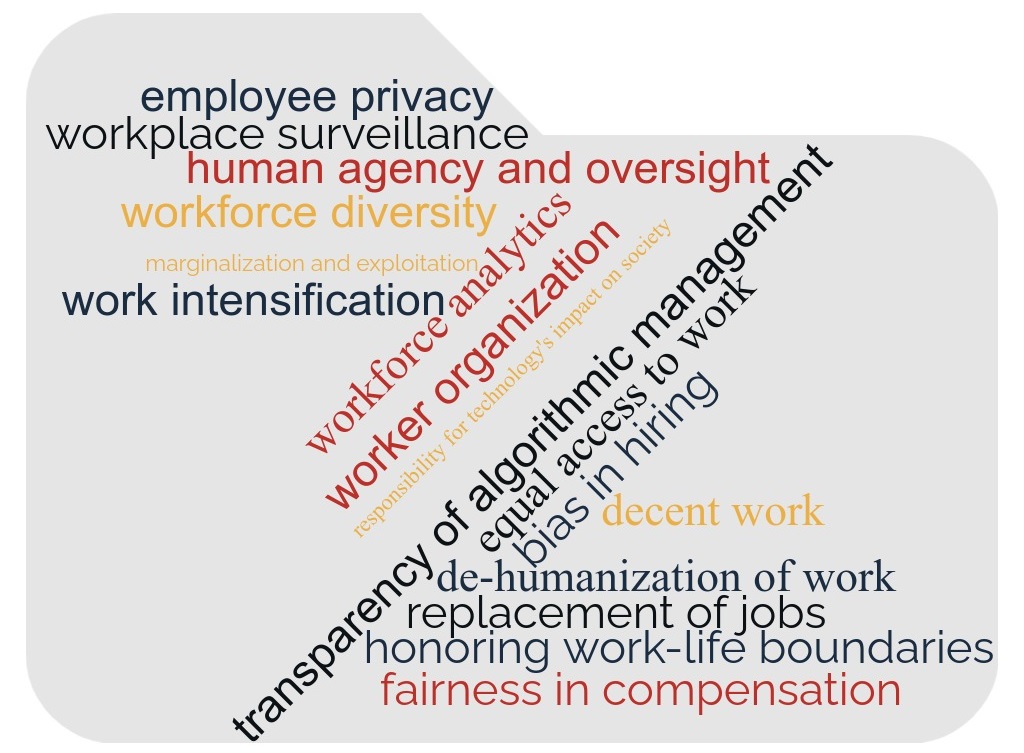 employee privacy
workplace surveillance
human agency and oversight
workforce diversity
marginalization and exploitation
work intensification
workforce analytics
worker organization
responsibility for technology's impact on society
transparency of algorithmic management
equal access to work
bias in hiring
decent work
de-humanization of work
replacement of jobs
honoring work-life boundaries
fairness in compensation